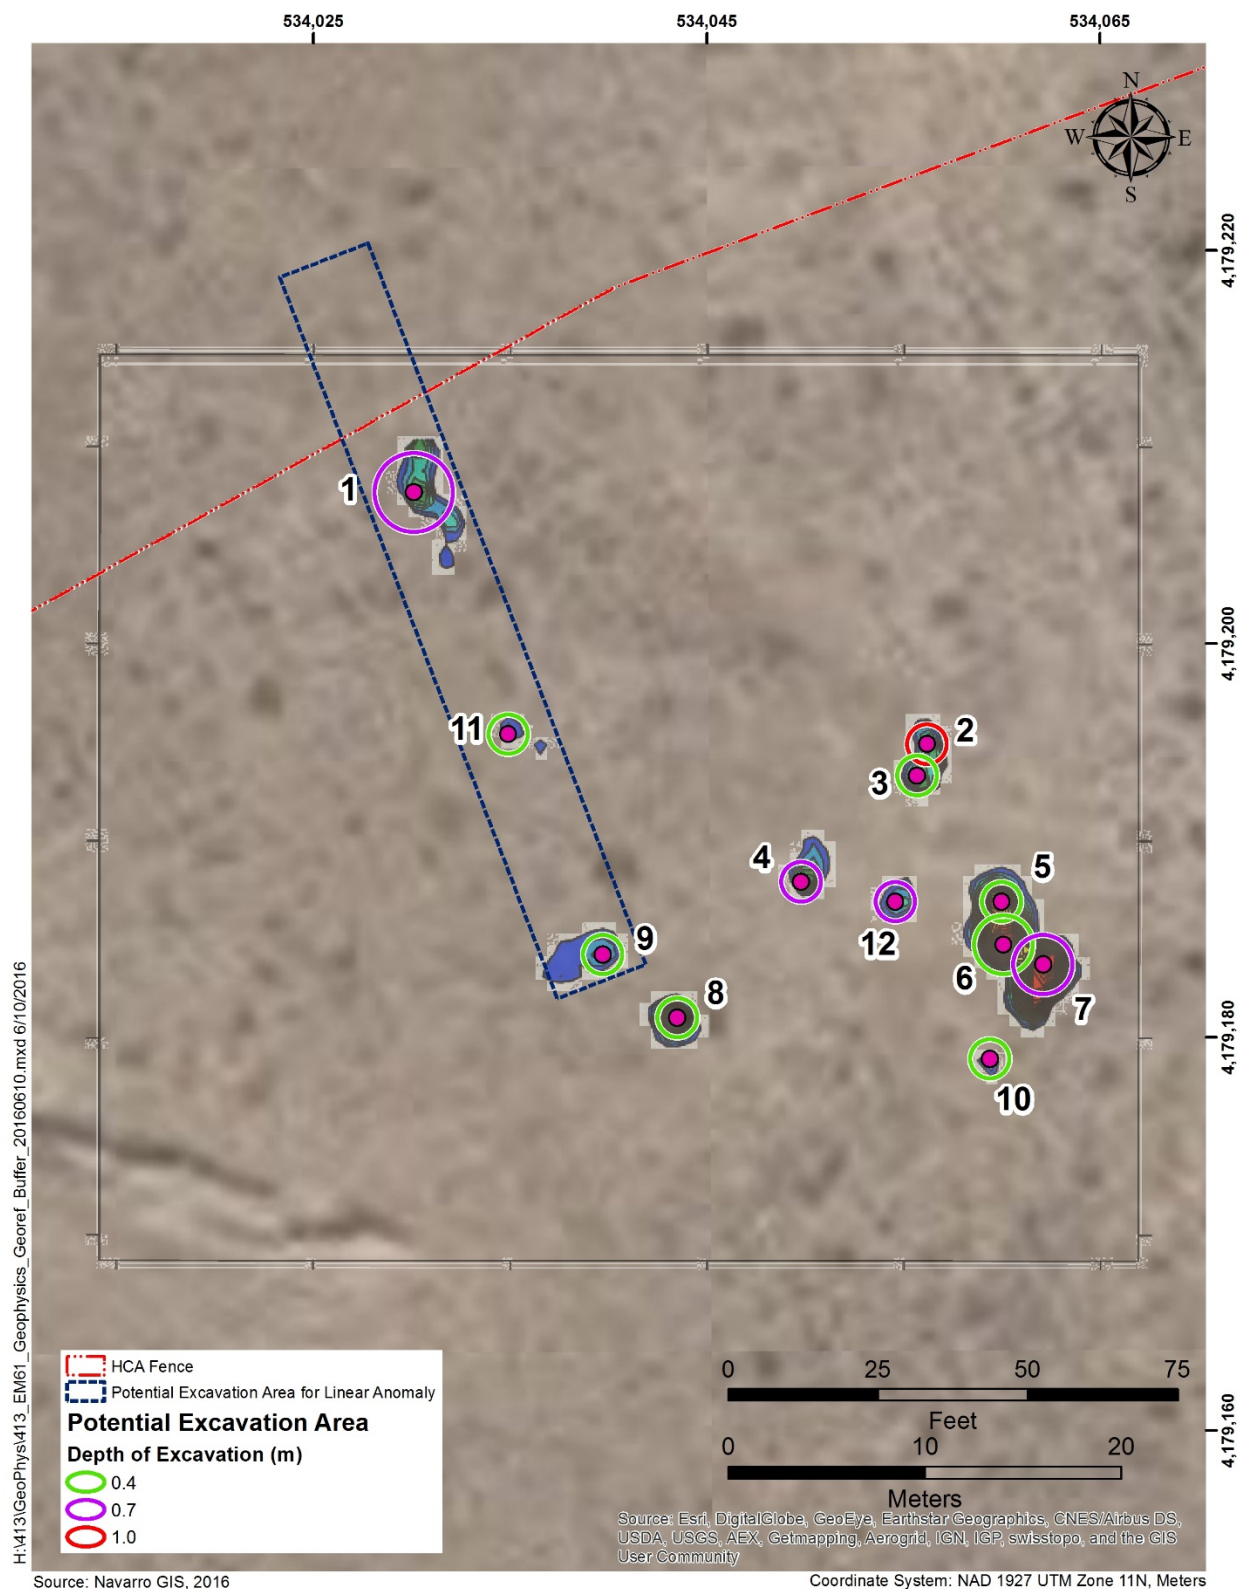 534,025
534,045
534,065
N
W
E
S
4,179,220
1
4,179,200
11
2
3
4
5
12
9
6
7
8
4,179,180
10
H:\413\GeoPhys\413_EM61_Geophysics_Georef_Buffer_20160610.mxd 6/10/2016
HCA Fence
Potential Excavation Area for Linear Anomaly
Potential Excavation Area
Depth of Excavation (m)
0.4
0.7
1.0
0 25 50 75
Feet
0 10 20
Meters
4,179,160
Source: Esri, DigitalGlobe, GeoEye, Earthstar Geographics, CNES/Airbus DS,
USDA, USGS, AEX, Getmapping, Aerogrid, IGN, IGP, swisstopo, and the GIS
User Community
Source: Navarro GIS, 2016
Coordinate System: NAD 1927 UTM Zone 11N, Meters